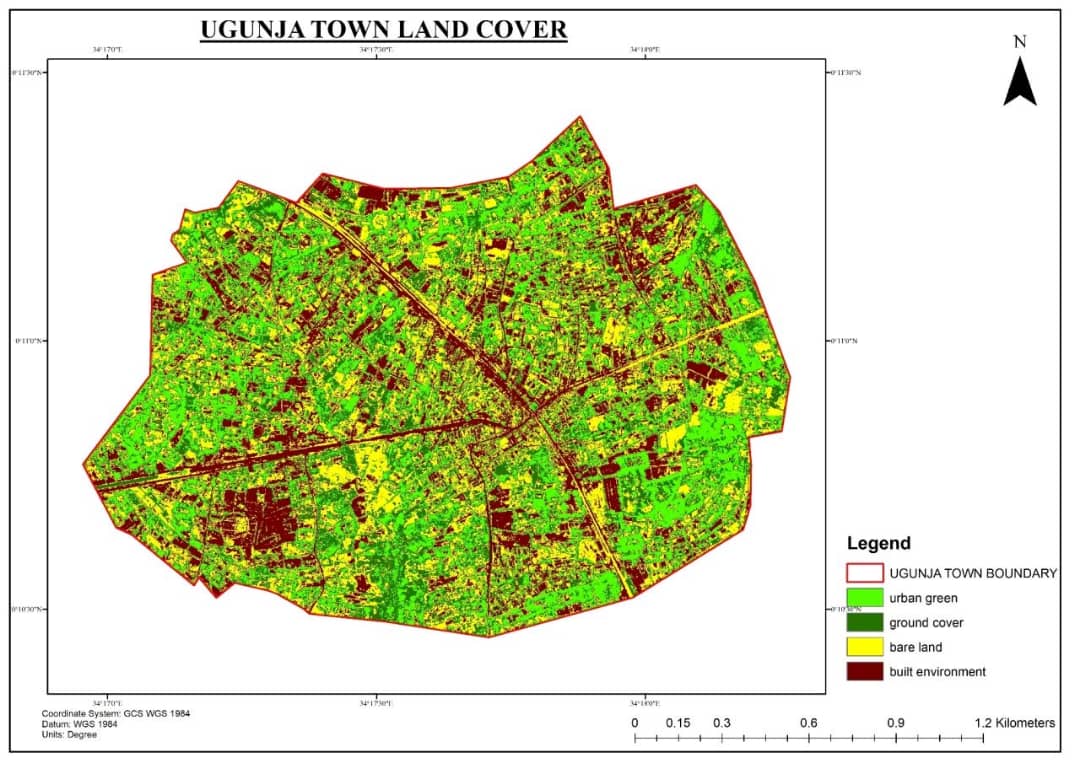 UGUNJA TOWN LAND COVER
34°17'0"E 34°17'30"E 34°18'0"E
N
0°11'30"N 0°11'30"N
0°11'0"N 0°11'0"N
Legend
UGUNJA TOWN BOUNDARY
urban green
0°10'30"N 0°10'30"N
ground cover
bare land
built environment
34°17'0"E 34°17'30"E 34°18'0"E
Coordinate System: GCS WGS 1984
Datum: WGS 1984
Units: Degree
0 0.15 0.3 0.6 0.9 1.2 Kilometers